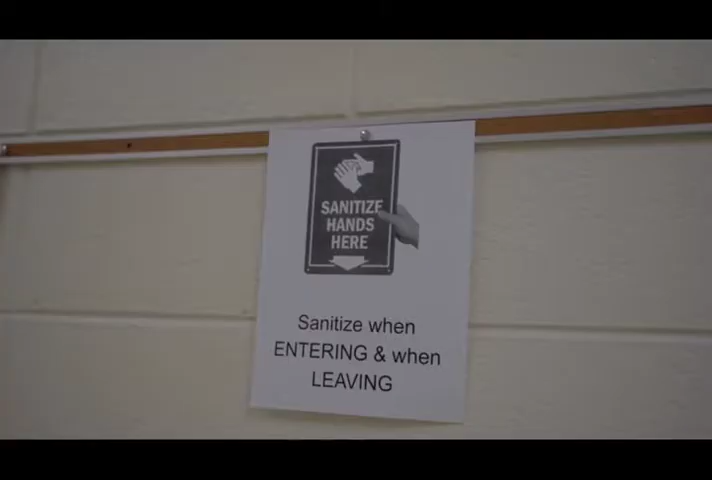 SANITIZE
HANDS
HERE
Sanitize when
ENTERING & when
LEAVING